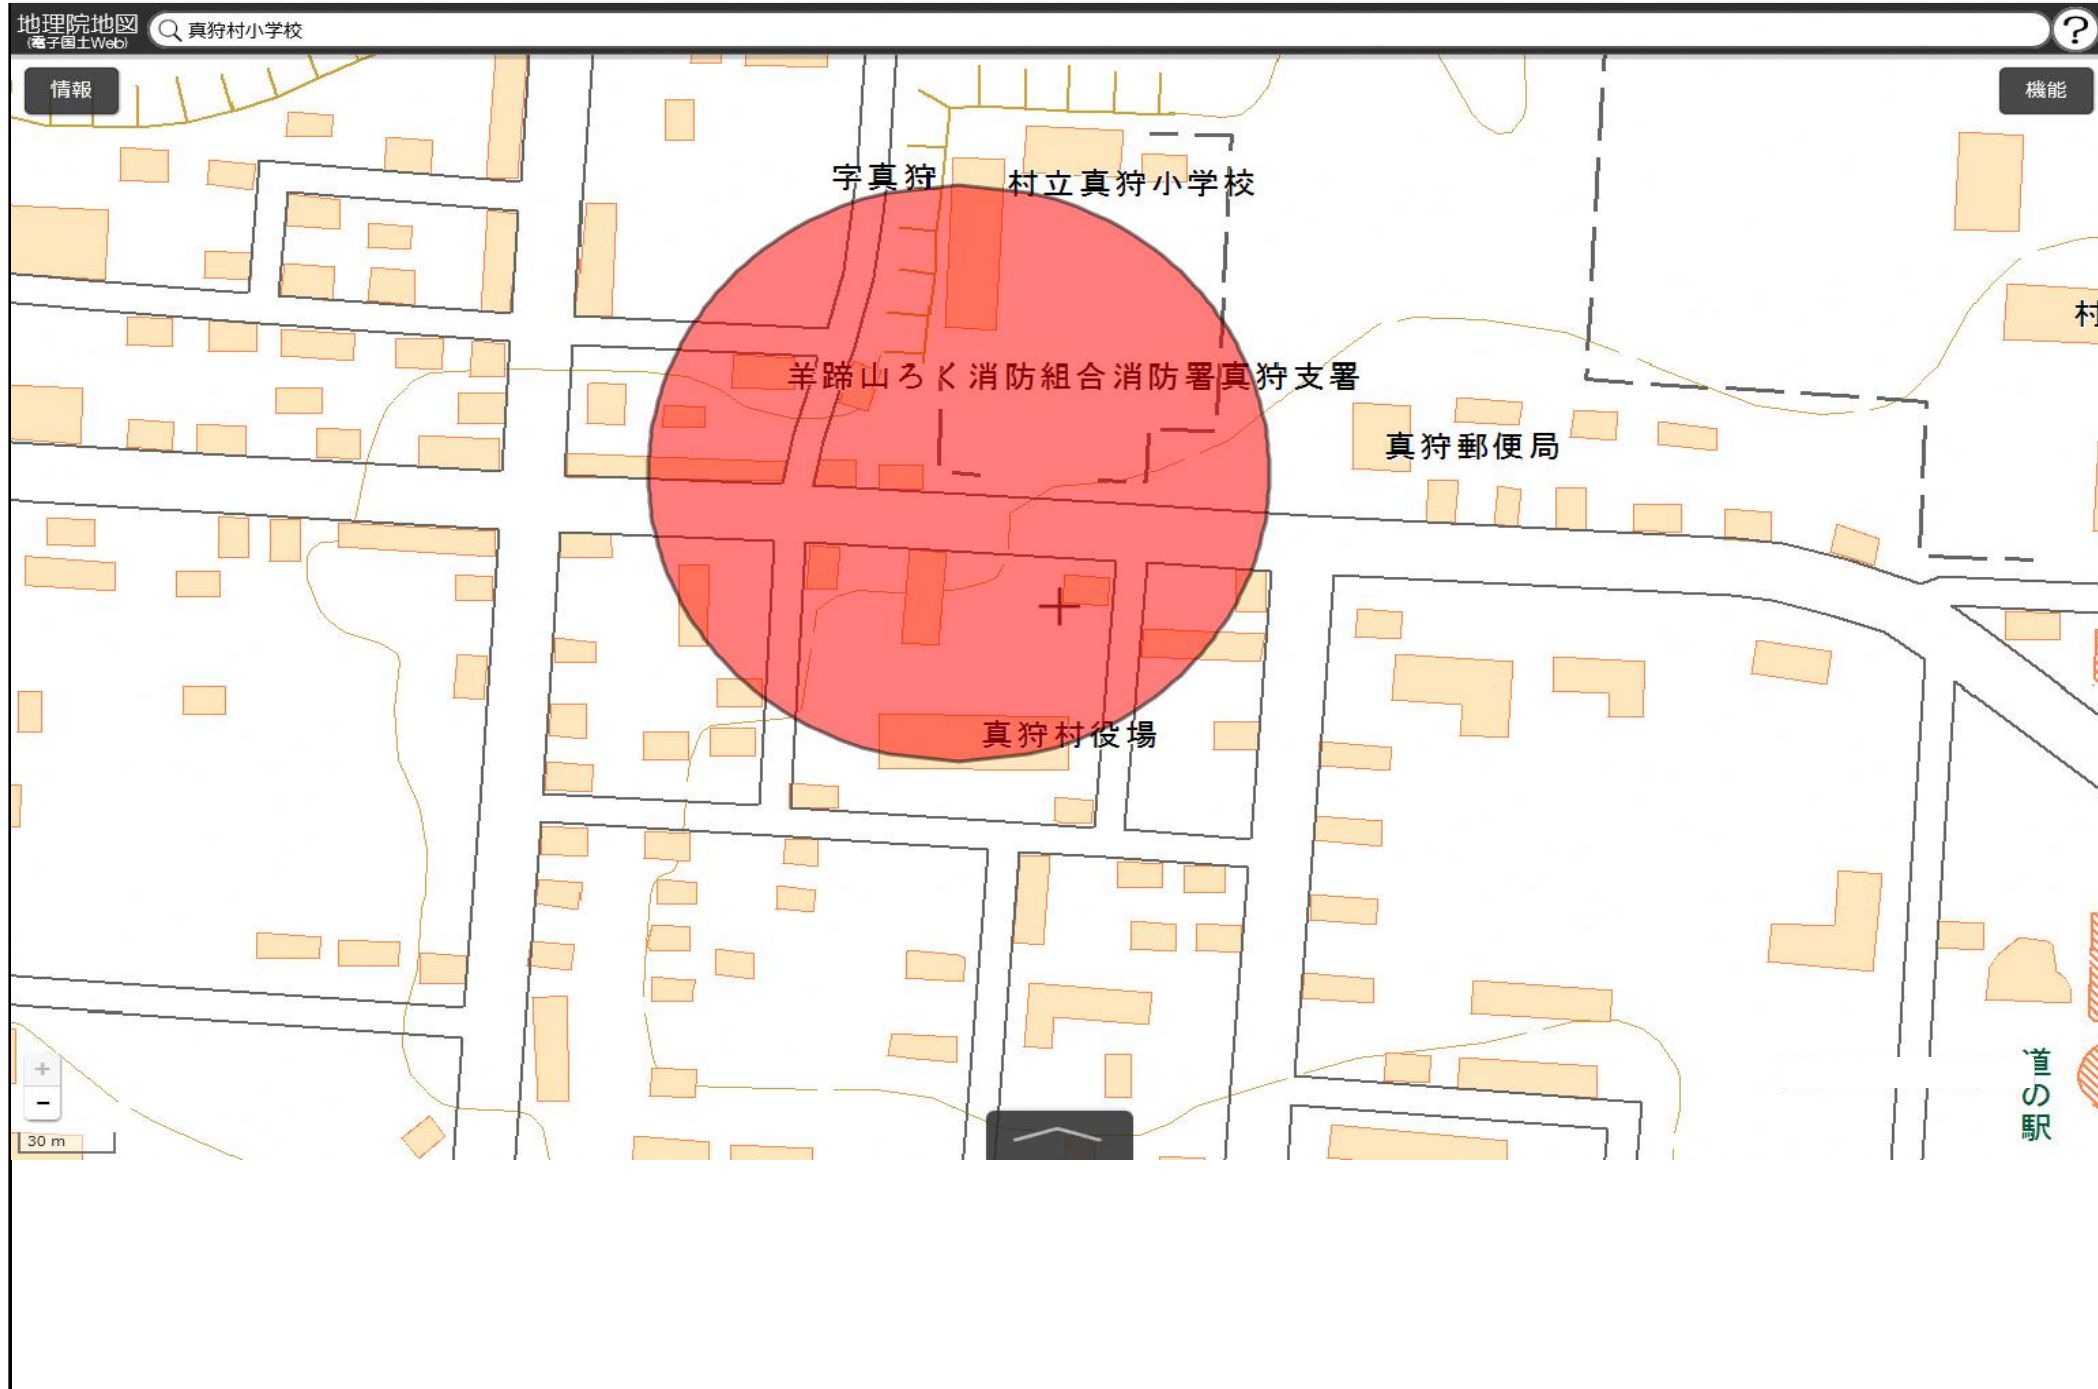 地理院地図
(電子国土Web)
真狩村小学校
?
情報
機能
字真狩
村立真狩小学校
村
羊蹄山ろく消防組合消防署真狩支署
真狩郵便局
真狩村役場
道の駅
+
-
30 m